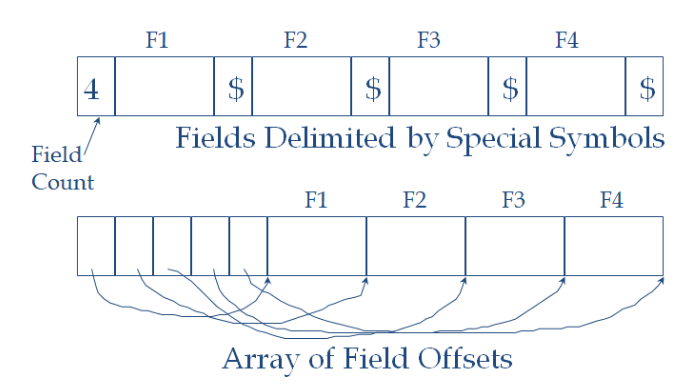 F1 F2 F3 F4
4 $ $ $ $
Fields Delimited by Special Symbols
Field
Count
F1 F2 F3 F4
Array of Field Offsets